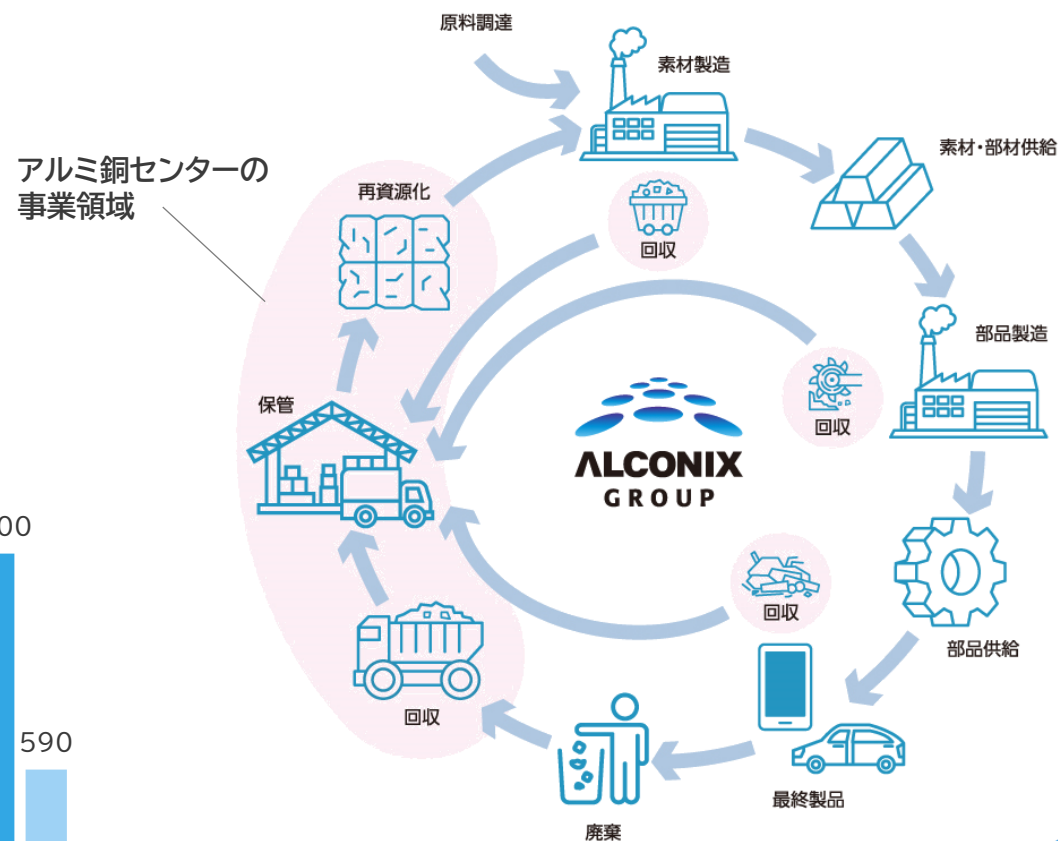 原料調達
素材製造
素材・部材供給
アルミ銅センターの
事業領域
再資源化
回収
部品製造
保管
回収
ALCONIX
GROUP
00
590
回収
部品供給
回収
最終製品
廃棄